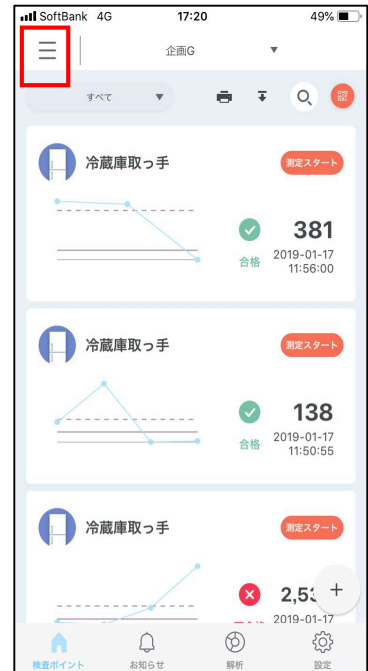 SoftBank 4G 17:20 49%
企画G ▼
すべて ▼
冷蔵庫取っ手 測定スタート
381
合格 2019-01-17
11:56:00
冷蔵庫取っ手 測定スタート
138
合格 2019-01-17
11:50:55
冷蔵庫取っ手 測定スタート
2,53
2019-01-17
検査ポイント お知らせ 解析 設定